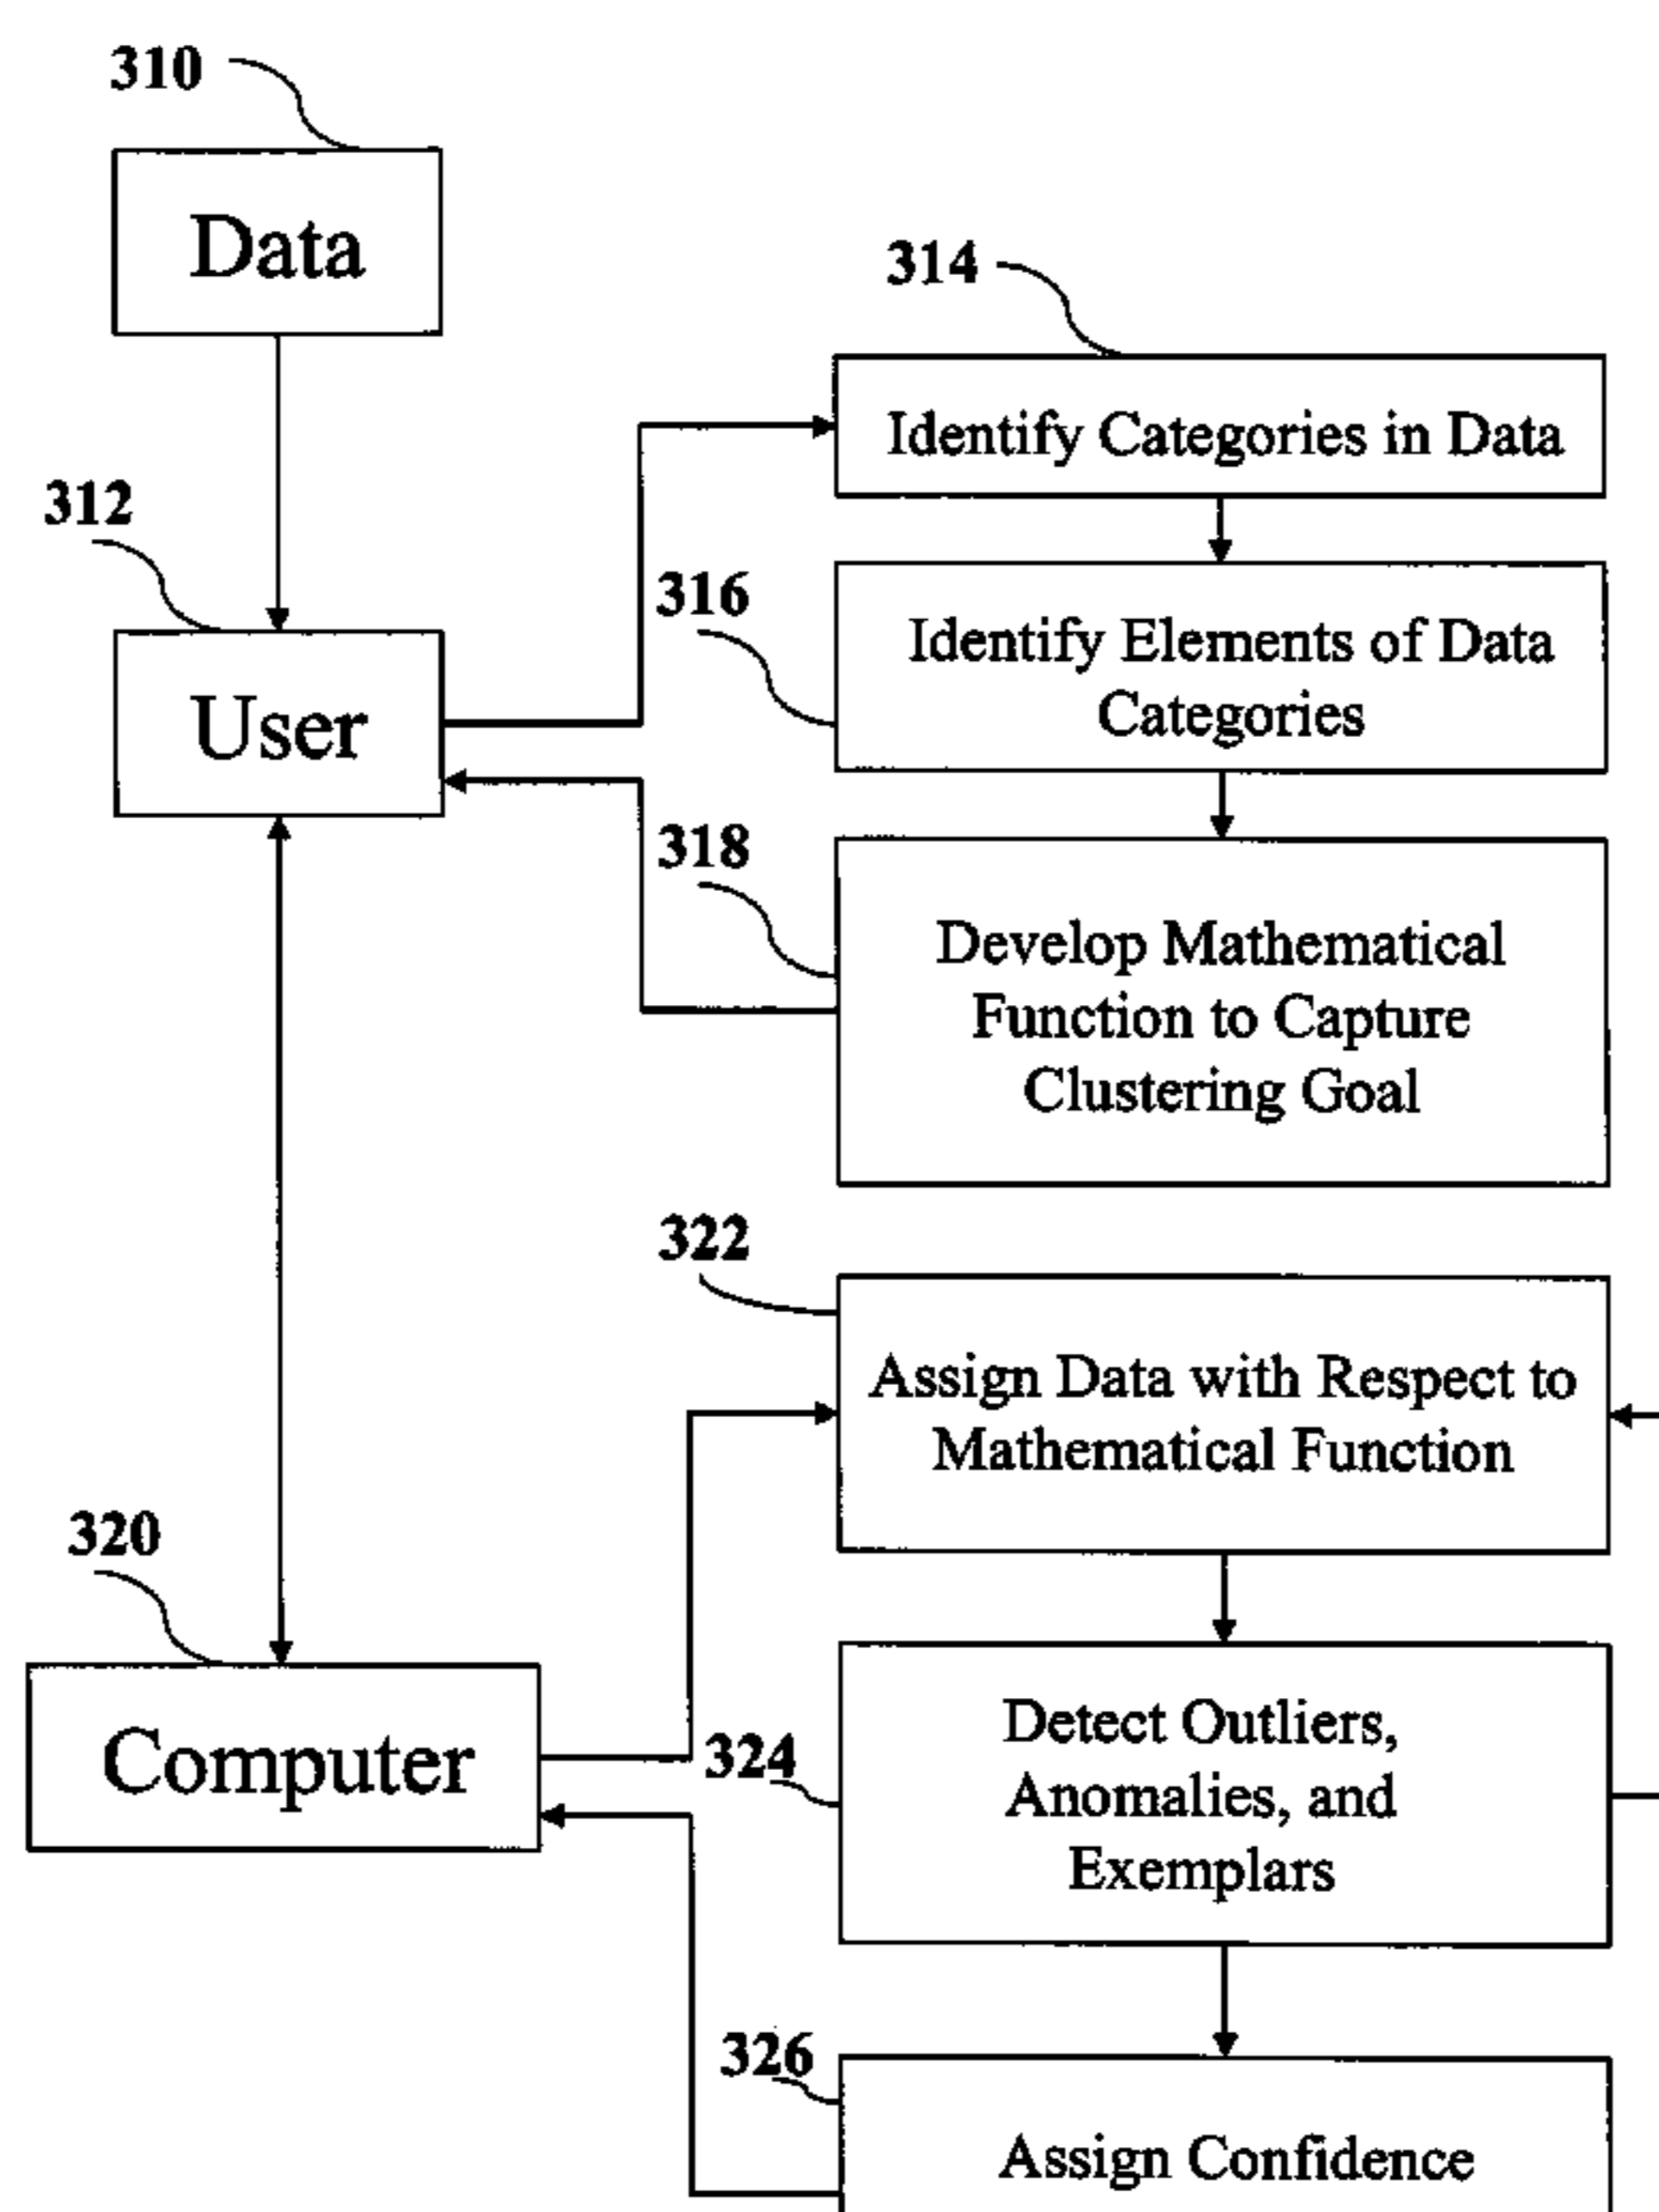 310
Data
314
Identify Categories in Data
312
316
Identify Elements of Data
Categories
User
318
Develop Mathematical
Function to Capture
Clustering Goal
322
Assign Data with Respect to
Mathematical Function
320
Computer
324
Detect Outliers,
Anomalies, and
Exemplars
326
Assign Confidence